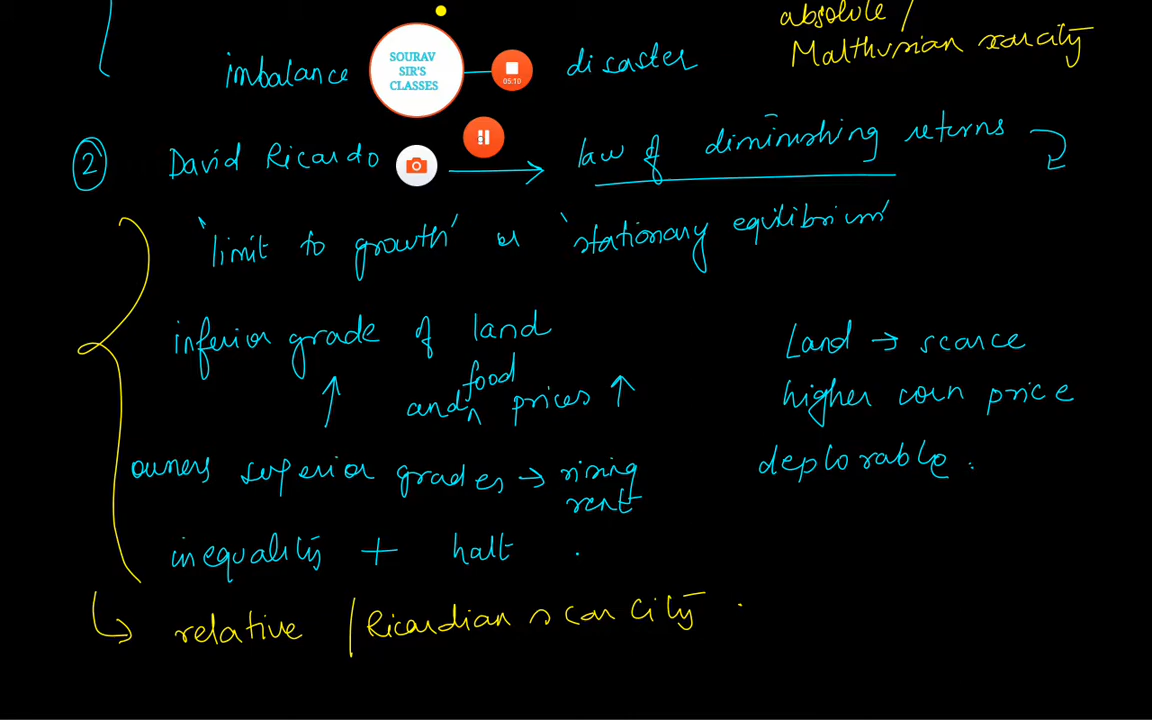 absolute /
Malthusian scarcity
imbalance disaster
SOURAV
SIR'S
CLASSES
05:10
② David Ricardo → law of diminishing returns
'limit to growth' or 'stationary equilibrium'
inferior grade of land
and food prices ↑
Land → scarce
higher corn price
deplorable.
owners superior grades → rising
rent
inequality + halt .
relative / Ricardian scarcity .